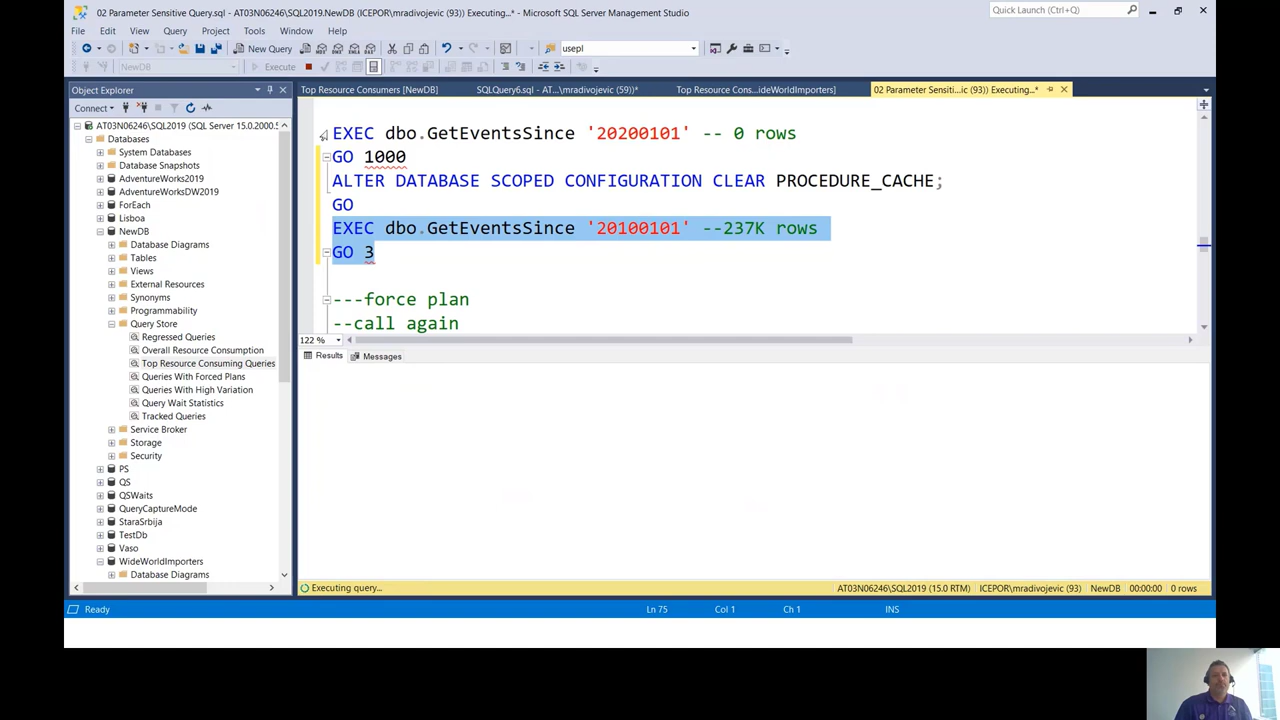 02 Parameter Sensitive Query.sql - AT03N06246\SQL2019.NewDB (ICEPOR\mradivojevic (93)) Executing...* - Microsoft SQL Server Management Studio
Quick Launch (Ctrl+Q)
File Edit View Query Project Tools Window Help
New Query
usepl
NewDB
Execute
Object Explorer
Top Resource Consumers [NewDB]
SQLQuery6.sql - AT...\mradivojevic (59))*
Top Resource Cons...ideWorldImporters]
02 Parameter Sensiti...ic (93)) Executing...*
Connect
AT03N06246\SQL2019 (SQL Server 15.0.2000.5
Databases
System Databases
Database Snapshots
AdventureWorks2019
AdventureWorksDW2019
ForEach
Lisboa
NewDB
Database Diagrams
Tables
Views
External Resources
Synonyms
Programmability
Query Store
Regressed Queries
Overall Resource Consumption
Top Resource Consuming Queries
Queries With Forced Plans
Queries With High Variation
Query Wait Statistics
Tracked Queries
Service Broker
Storage
Security
PS
QS
QSWaits
QueryCaptureMode
StaraSrbija
TestDb
Vaso
WideWorldImporters
Database Diagrams
EXEC dbo.GetEventsSince '20200101' -- 0 rows
GO 1000
ALTER DATABASE SCOPED CONFIGURATION CLEAR PROCEDURE_CACHE;
GO
EXEC dbo.GetEventsSince '20100101' --237K rows
GO 3
---force plan
--call again
122 %
Results Messages
Executing query...
AT03N06246\SQL2019 (15.0 RTM)
ICEPOR\mradivojevic (93)
NewDB
00:00:00
0 rows
Ready
Ln 75
Col 1
Ch 1
INS